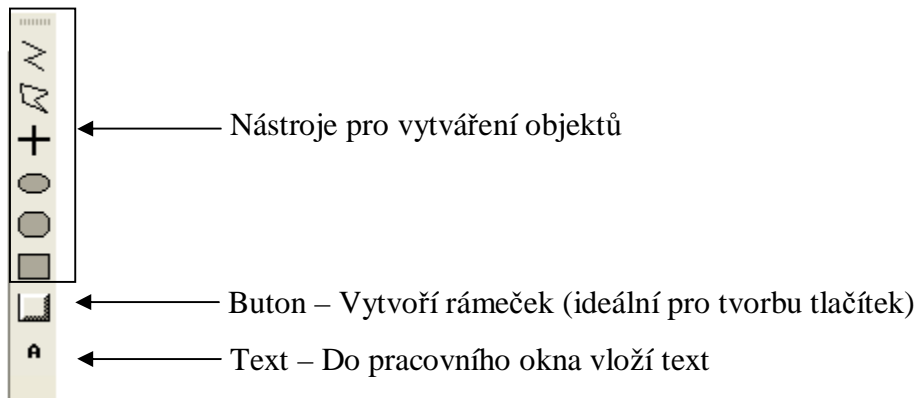 Nástroje pro vytváření objektů
Buton – Vytvoří rámeček (ideální pro tvorbu tlačítek)
A
Text – Do pracovního okna vloží text